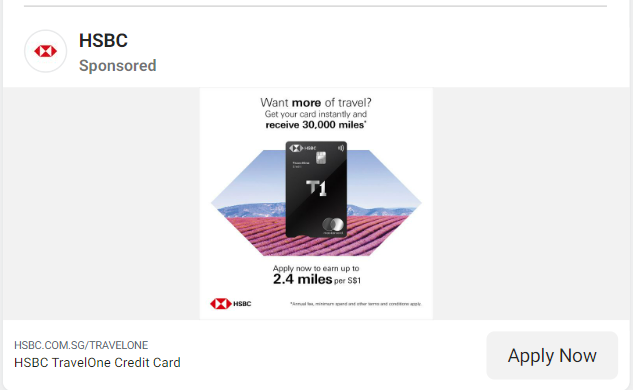 HSBC
Sponsored
Want more of travel?
Get your card instantly and
receive 30,000 miles*
HSBC
T1
Apply now to earn up to
2.4 miles per S$1
HSBC
*Annual fee, minimum spend and other terms and conditions apply.
HSBC.COM.SG/TRAVELONE
HSBC TravelOne Credit Card
Apply Now